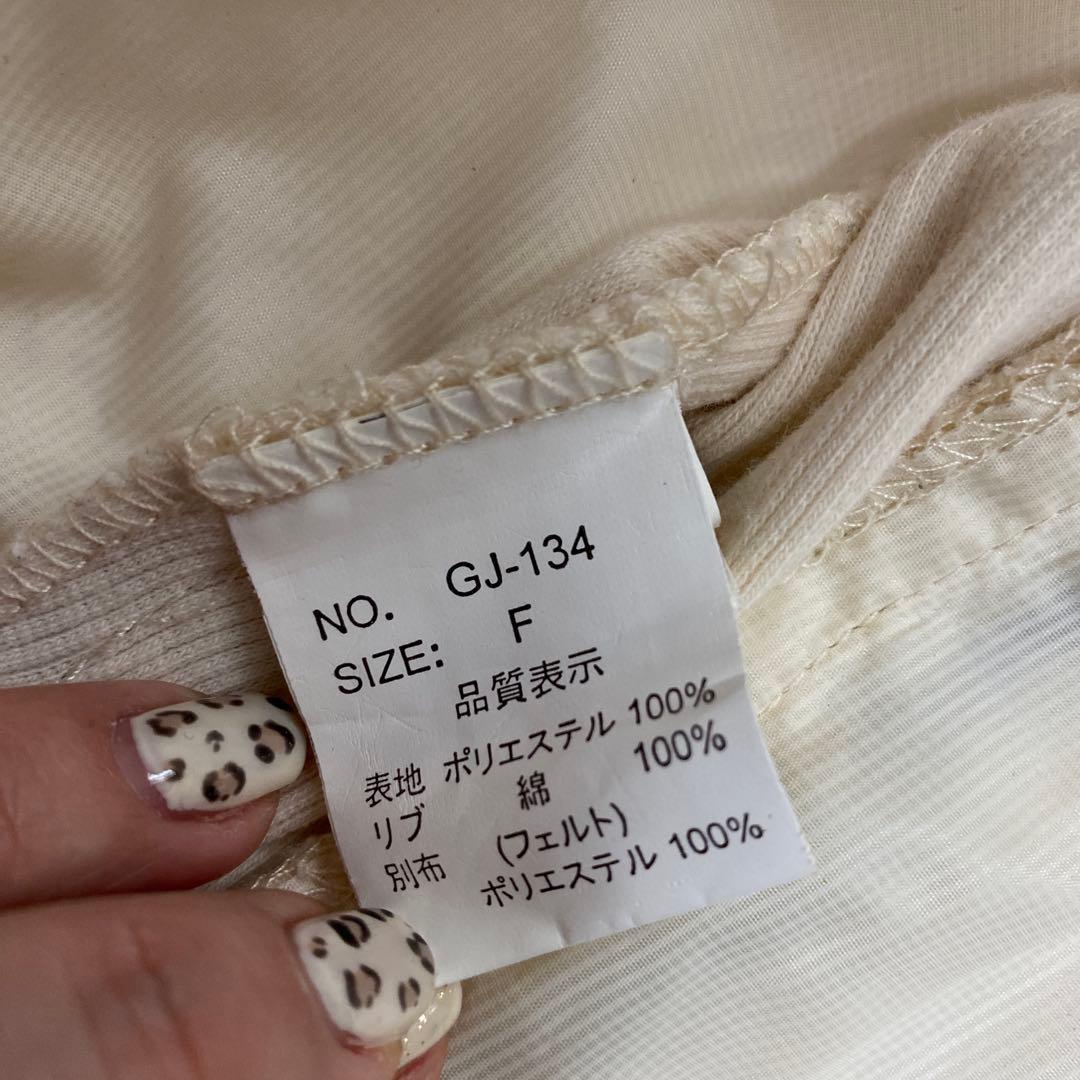 NO. GJ-134
SIZE: F
品質表示
表地 ポリエステル 100%
リブ 綿 100%
別布 (フェルト)
ポリエステル 100%